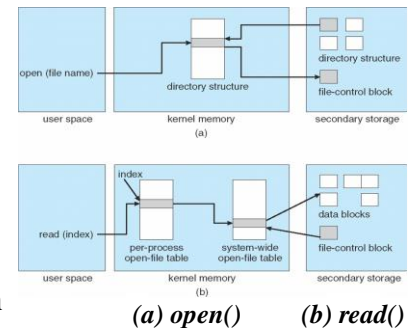 open (file name)
directory structure
directory structure
file-control block
user space
kernel memory
secondary storage
(a)
index
read (index)
per-process
open-file table
system-wide
open-file table
data blocks
file-control block
user space
kernel memory
secondary storage
(b)
(a) open() (b) read()